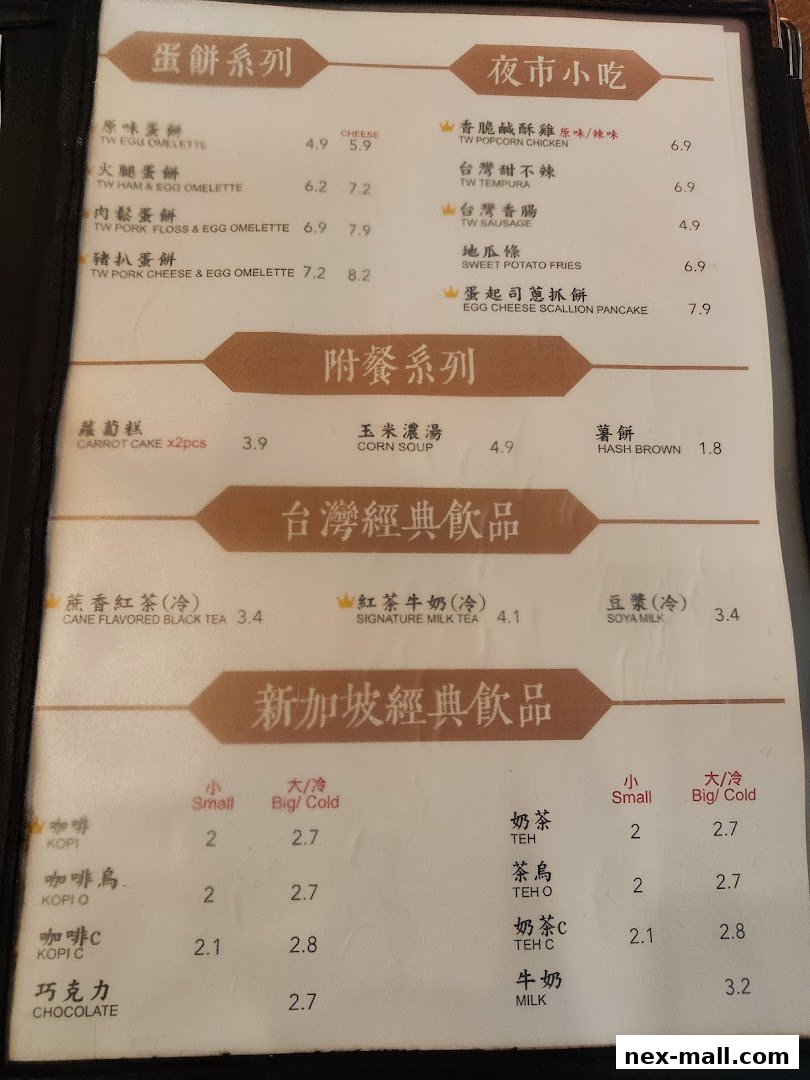 蛋餅系列
CHEESE
原味蛋餅
TW EGG OMELETTE 4.9 5.9
火腿蛋餅
TW HAM & EGG OMELETTE 6.2 7.2
肉鬆蛋餅
TW PORK FLOSS & EGG OMELETTE 6.9 7.9
豬扒蛋餅
TW PORK CHEESE & EGG OMELETTE 7.2 8.2
夜市小吃
香脆鹹酥雞 原味/辣味
TW POPCORN CHICKEN 6.9
台灣甜不辣
TW TEMPURA 6.9
台灣香腸
TW SAUSAGE 4.9
地瓜條
SWEET POTATO FRIES 6.9
蛋起司蔥抓餅
EGG CHEESE SCALLION PANCAKE 7.9
附餐系列
蘿蔔糕
CARROT CAKE x2pcs 3.9
玉米濃湯
CORN SOUP 4.9
薯餅
HASH BROWN 1.8
台灣經典飲品
蔗香紅茶(冷)
CANE FLAVORED BLACK TEA 3.4
紅茶牛奶(冷)
SIGNATURE MILK TEA 4.1
豆漿(冷)
SOYA MILK 3.4
新加坡經典飲品
小 大/冷
Small Big/ Cold
咖啡
KOPI 2 2.7
咖啡烏
KOPI O 2 2.7
咖啡C
KOPI C 2.1 2.8
巧克力
CHOCOLATE 2.7
小 大/冷
Small Big/ Cold
奶茶
TEH 2 2.7
茶烏
TEH O 2 2.7
奶茶C
TEH C 2.1 2.8
牛奶
MILK 3.2
nex-mall.com